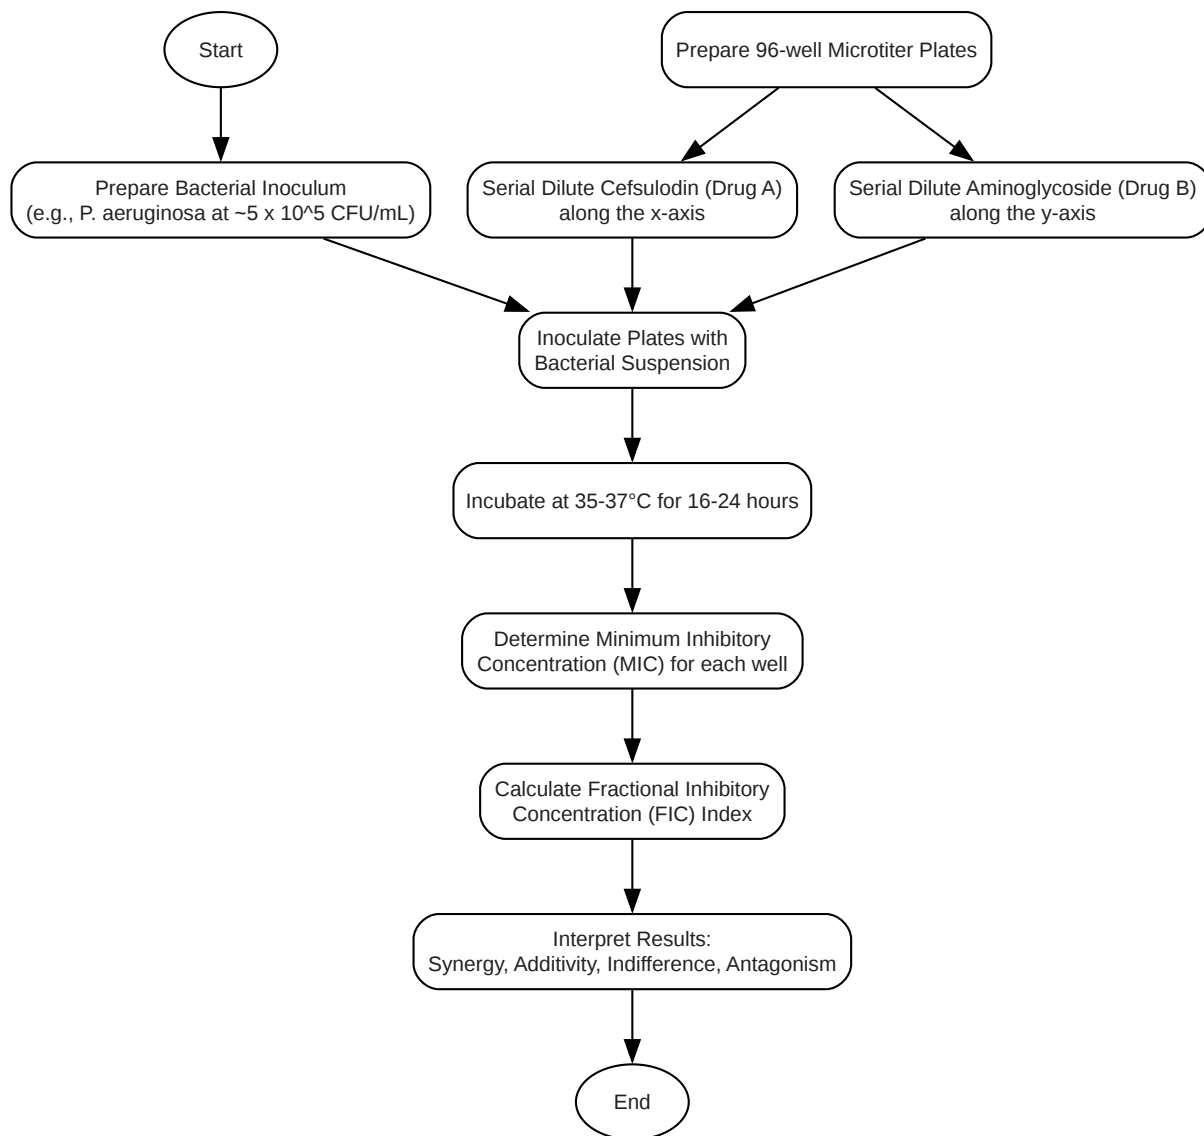 Start
Prepare 96-well Microtiter Plates
Prepare Bacterial Inoculum
(e.g., P. aeruginosa at ~5 x 10^5 CFU/mL)
Serial Dilute Cefsulodin (Drug A)
along the x-axis
Serial Dilute Aminoglycoside (Drug B)
along the y-axis
Inoculate Plates with
Bacterial Suspension
Incubate at 35-37°C for 16-24 hours
Determine Minimum Inhibitory
Concentration (MIC) for each well
Calculate Fractional Inhibitory
Concentration (FIC) Index
Interpret Results:
Synergy, Additivity, Indifference, Antagonism
End